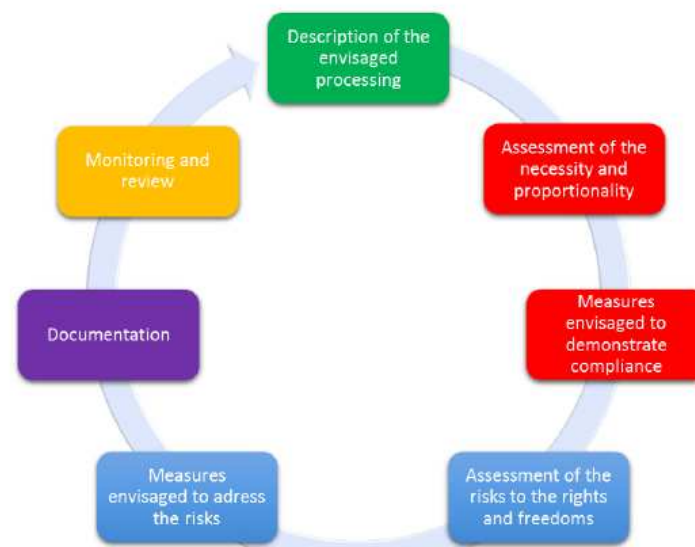 Description of the
envisaged
processing
Assessment of the
necessity and
proportionality
Measures
envisaged to
demonstrate
compliance
Assessment of the
risks to the rights
and freedoms
Measures
envisaged to adress
the risks
Documentation
Monitoring and
review